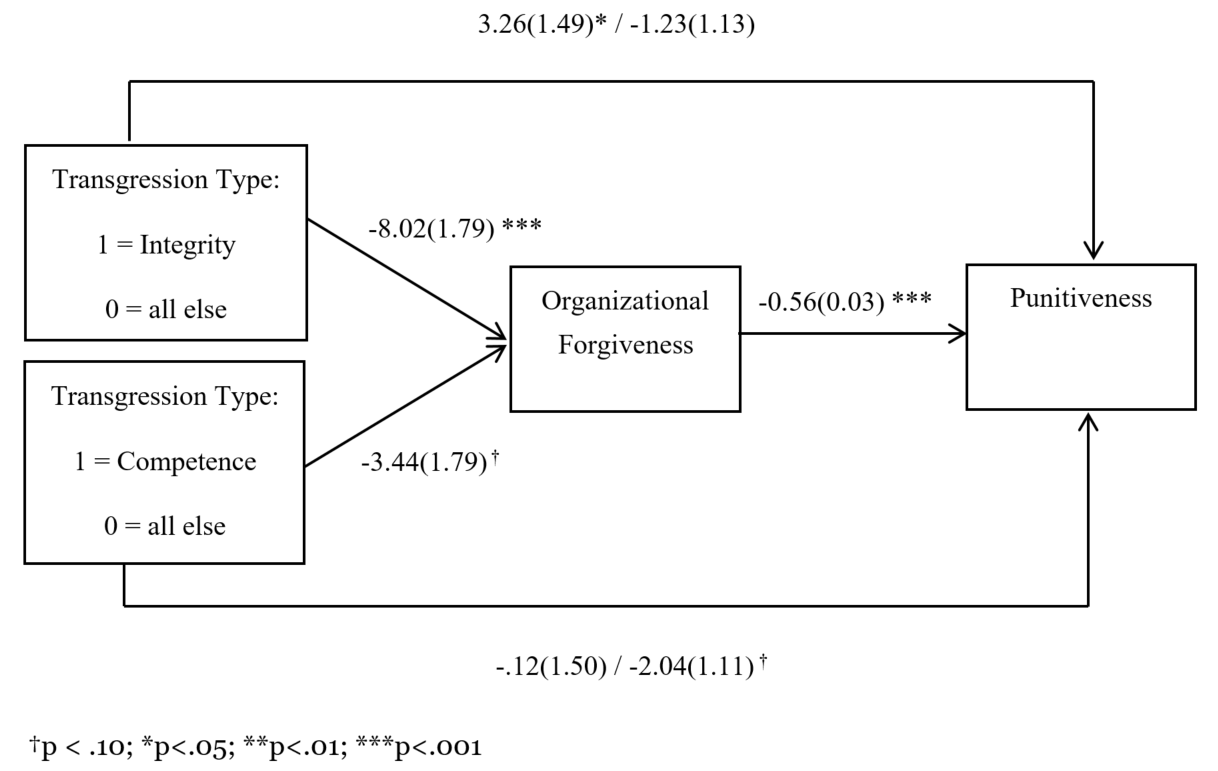 3.26(1.49)* / -1.23(1.13)
Transgression Type:
1 = Integrity
0 = all else
-8.02(1.79) ***
Organizational
Forgiveness
-0.56(0.03) ***
Punitiveness
Transgression Type:
1 = Competence
0 = all else
-3.44(1.79)†
-.12(1.50) / -2.04(1.11)†
†p < .10; *p<.05; **p<.01; ***p<.001